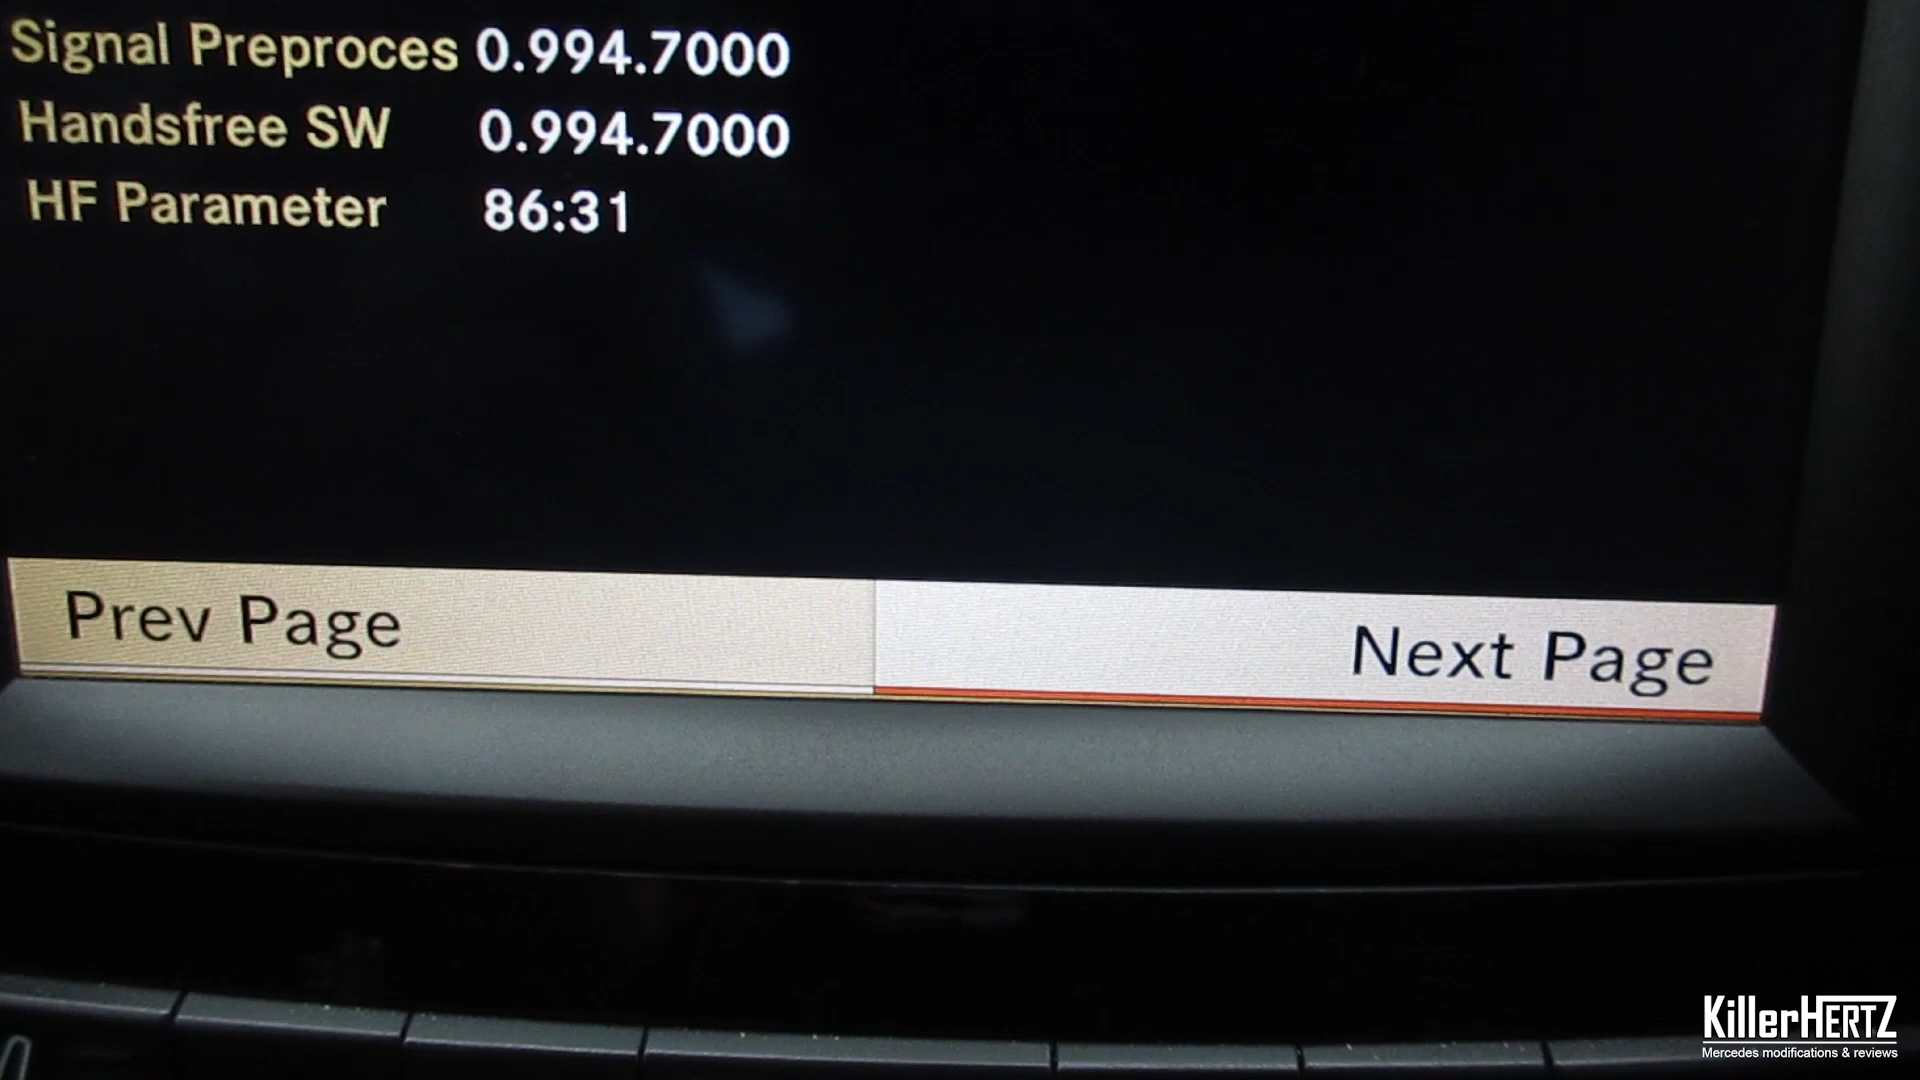 Signal Preproces 0.994.7000
Handsfree SW 0.994.7000
HF Parameter 86:31
Prev Page Next Page
KillerHERTZ
Mercedes modifications & reviews